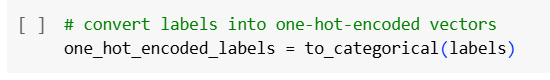 [ ] # convert labels into one-hot-encoded vectors
one_hot_encoded_labels = to_categorical(labels)